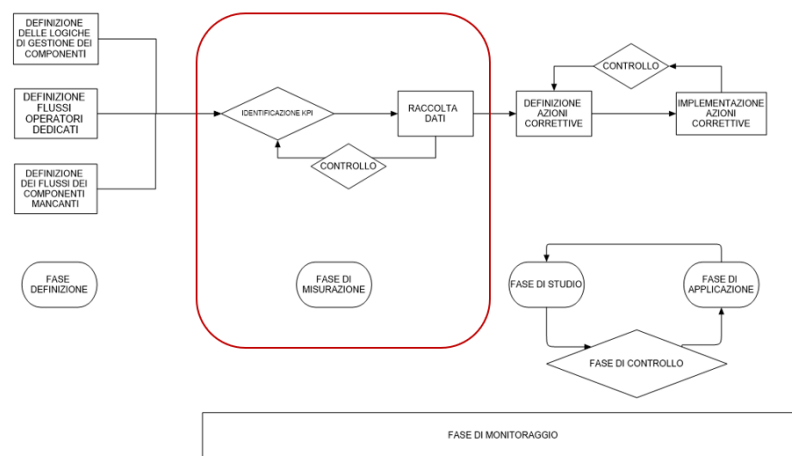 DEFINIZIONE
DELLE LOGICHE
DI GESTIONE DEI
COMPONENTI
DEFINIZIONE
FLUSSI
OPERATORI
DEDICATI
DEFINIZIONE
DEI FLUSSI DEI
COMPONENTI
MANCANTI
IDENTIFICAZIONE KPI
RACCOLTA
DATI
CONTROLLO
CONTROLLO
DEFINIZIONE
AZIONI
CORRETTIVE
IMPLEMENTAZIONE
AZIONI
CORRETTIVE
FASE
DEFINIZIONE
FASE DI
MISURAZIONE
FASE DI STUDIO
FASE DI
APPLICAZIONE
FASE DI CONTROLLO
FASE DI MONITORAGGIO